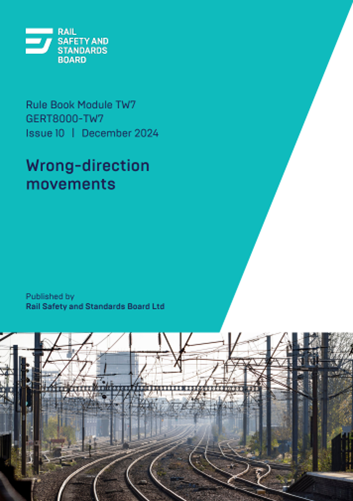 RAIL
SAFETY AND
STANDARDS
BOARD
Rule Book Module TW7
GERT8000-TW7
Issue 10 | December 2024
Wrong-direction
movements
Published by
Rail Safety and Standards Board Ltd